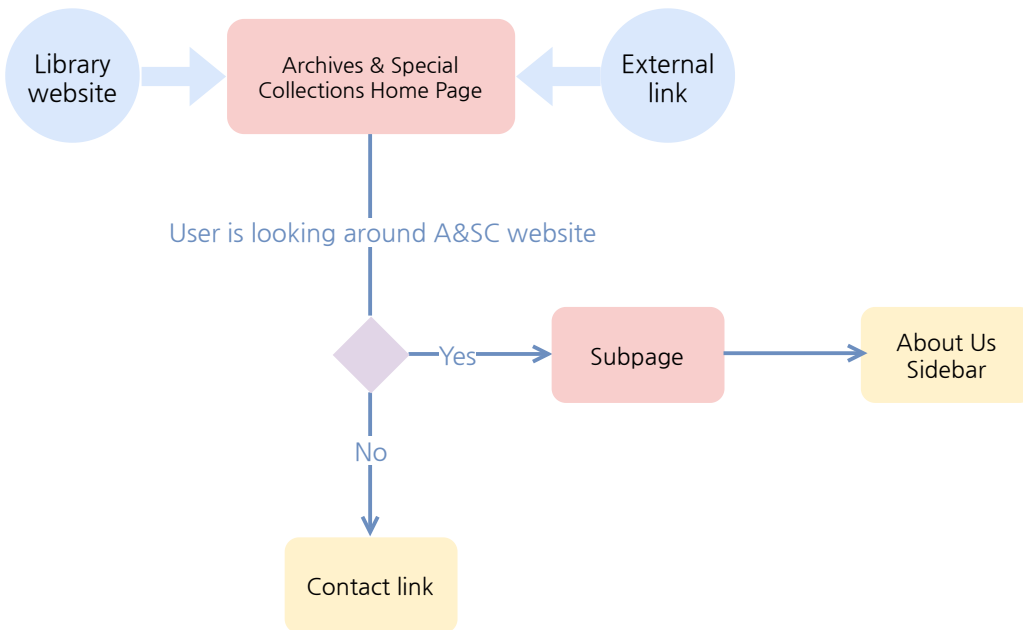 Library
website
Archives & Special
Collections Home Page
External
link
User is looking around A&SC website
Yes
Subpage
About Us
Sidebar
No
Contact link